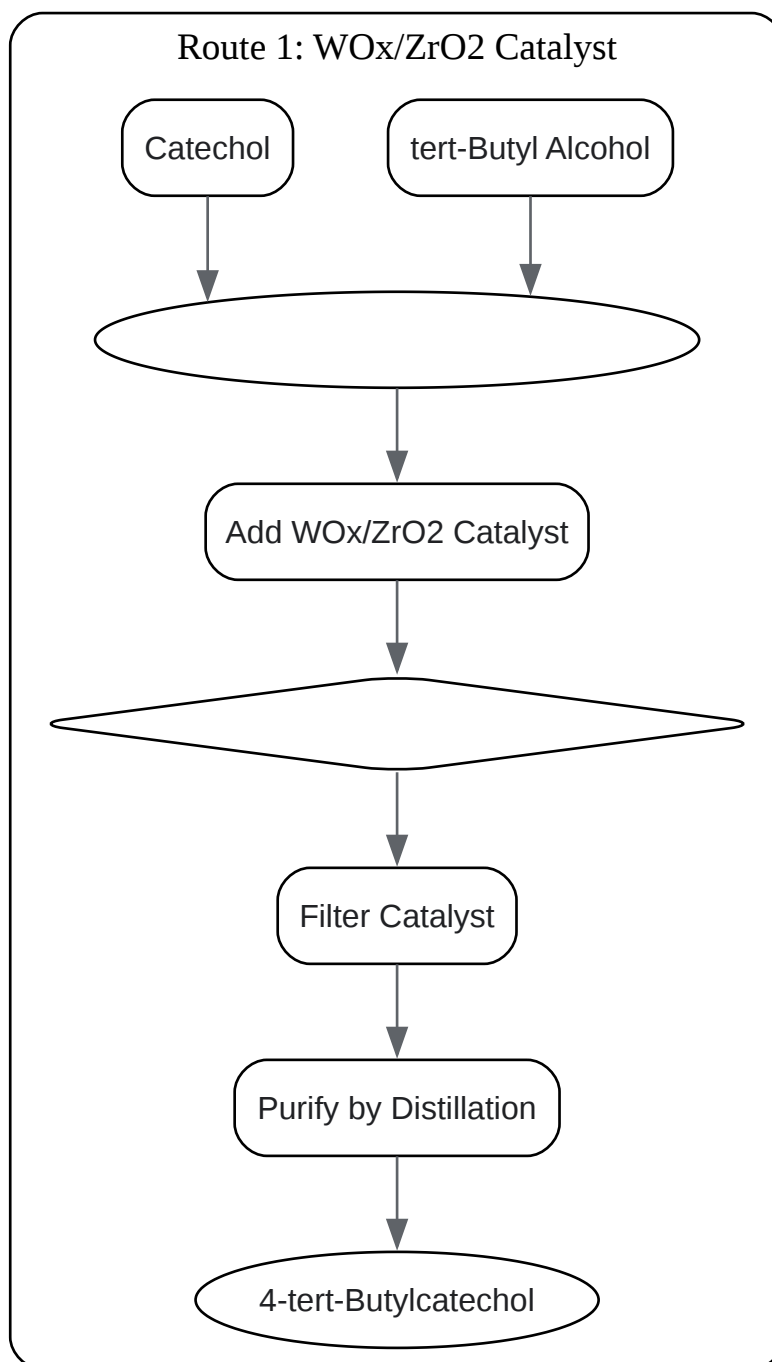 Route 1: WOx/ZrO2 Catalyst
Catechol
tert-Butyl Alcohol
Add WOx/ZrO2 Catalyst
Filter Catalyst
Purify by Distillation
4-tert-Butylcatechol